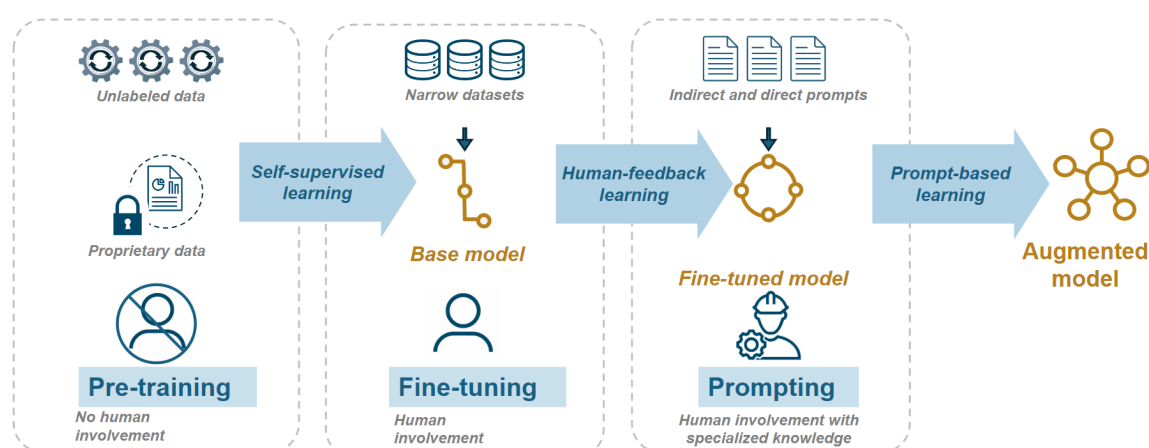 Unlabeled data
Proprietary data
Pre-training
No human
involvement
Self-supervised
learning
Narrow datasets
Base model
Fine-tuning
Human
involvement
Human-feedback
learning
Indirect and direct prompts
Fine-tuned model
Prompting
Human involvement with
specialized knowledge
Prompt-based
learning
Augmented
model